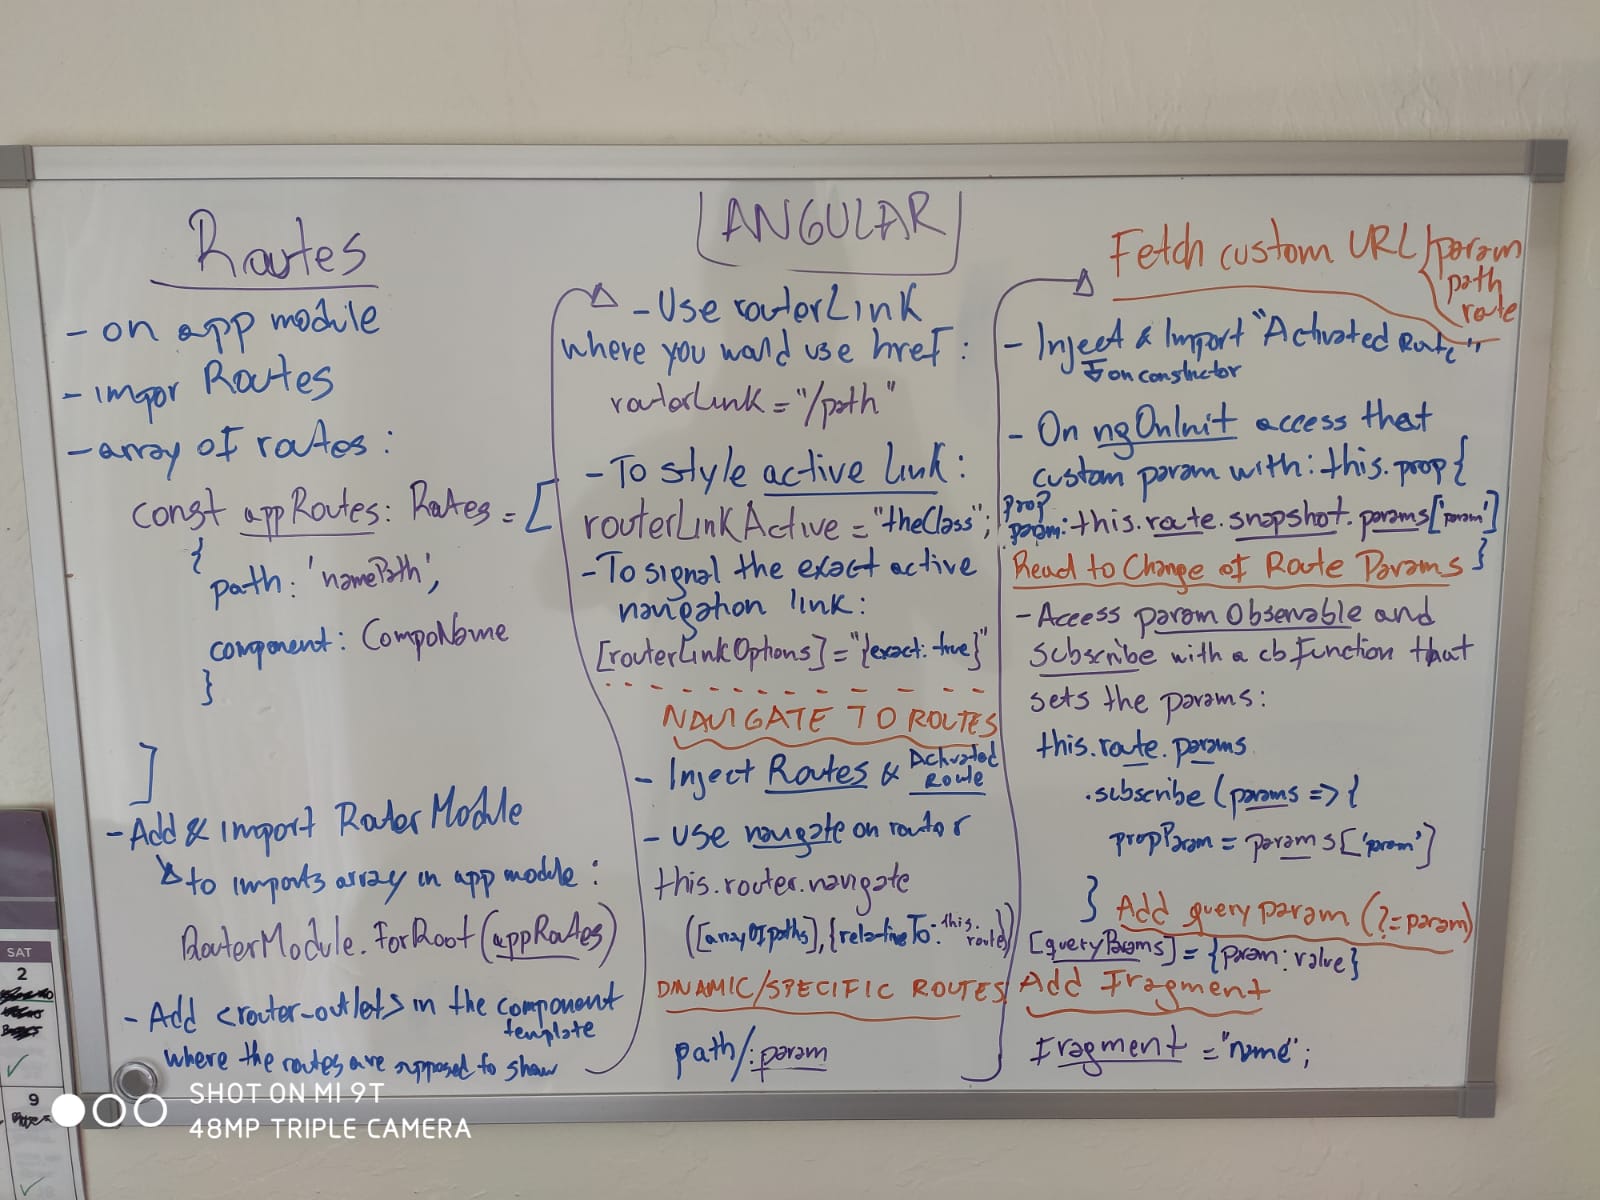 ANGULAR
Routes
- on app module
- impor Routes
- array of routes:
const appRoutes: Routes = [
{
path: 'namePath',
component: CompoName
}
]
- Add & import RouterModule
to imports array in app module:
RouterModule.forRoot(appRoutes)
- Add <router-outlet> in the component
template
where the routes are supposed to show
- Use routerLink
where you would use href:
routerLink = "/path"
- To style active link:
routerLinkActive = "theClass";
- To signal the exact active
navigation link:
[routerLinkOptions] = "{exact: true}"
NAVIGATE TO ROUTES
- Inject Routes & Activated
Route
- Use navigate on router
this.router.navigate
([arrayOfPaths], {relativeTo: this.
route})
DINAMIC/SPECIFIC ROUTES
path/:param
Fetch custom URL param
path
route
- Inject & Import "Activated Route"
on constructor
- On ngOnInit access that
custom param with: this.prop {
prop
param: this.route.snapshot.params['param']
}
React to Change of Route Params
- Access param Observable and
subscribe with a cb function that
sets the params:
this.route.params
.subscribe (params => {
propParam = params['param']
}
Add query param (?=param)
[queryParams] = {param: value}
Add Fragment
fragment = "name";
SAT
2
9
SHOT ON MI 9T
48MP TRIPLE CAMERA